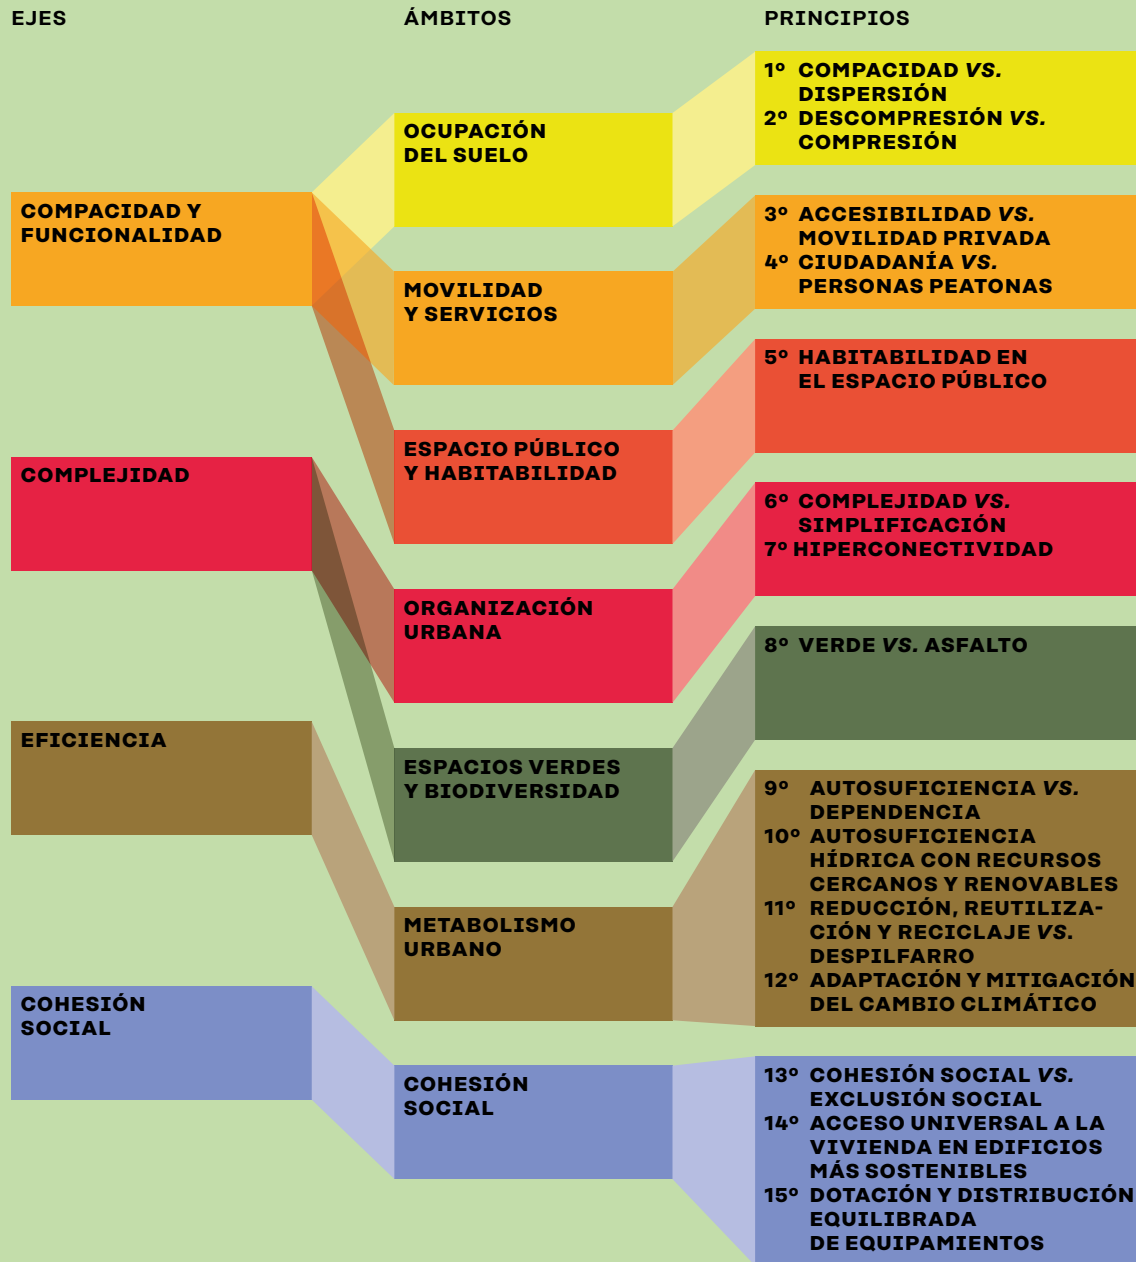 EJES
COMPACIDAD Y
FUNCIONALIDAD
COMPLEJIDAD
EFICIENCIA
COHESIÓN
SOCIAL
ÁMBITOS
OCUPACIÓN
DEL SUELO
MOVILIDAD
Y SERVICIOS
ESPACIO PÚBLICO
Y HABITABILIDAD
ORGANIZACIÓN
URBANA
ESPACIOS VERDES
Y BIODIVERSIDAD
METABOLISMO
URBANO
COHESIÓN
SOCIAL
PRINCIPIOS
1º COMPACIDAD VS.
DISPERSIÓN
2º DESCOMPRESIÓN VS.
COMPRESIÓN
3º ACCESIBILIDAD VS.
MOVILIDAD PRIVADA
4º CIUDADANÍA VS.
PERSONAS PEATONAS
5º HABITABILIDAD EN
EL ESPACIO PÚBLICO
6º COMPLEJIDAD VS.
SIMPLIFICACIÓN
7º HIPERCONECTIVIDAD
8º VERDE VS. ASFALTO
9º AUTOSUFICIENCIA VS.
DEPENDENCIA
10º AUTOSUFICIENCIA
HÍDRICA CON RECURSOS
CERCANOS Y RENOVABLES
11º REDUCCIÓN, REUTILIZA-
CIÓN Y RECICLAJE VS.
DESPILFARRO
12º ADAPTACIÓN Y MITIGACIÓN
DEL CAMBIO CLIMÁTICO
13º COHESIÓN SOCIAL VS.
EXCLUSIÓN SOCIAL
14º ACCESO UNIVERSAL A LA
VIVIENDA EN EDIFICIOS
MÁS SOSTENIBLES
15º DOTACIÓN Y DISTRIBUCIÓN
EQUILIBRADA
DE EQUIPAMIENTOS